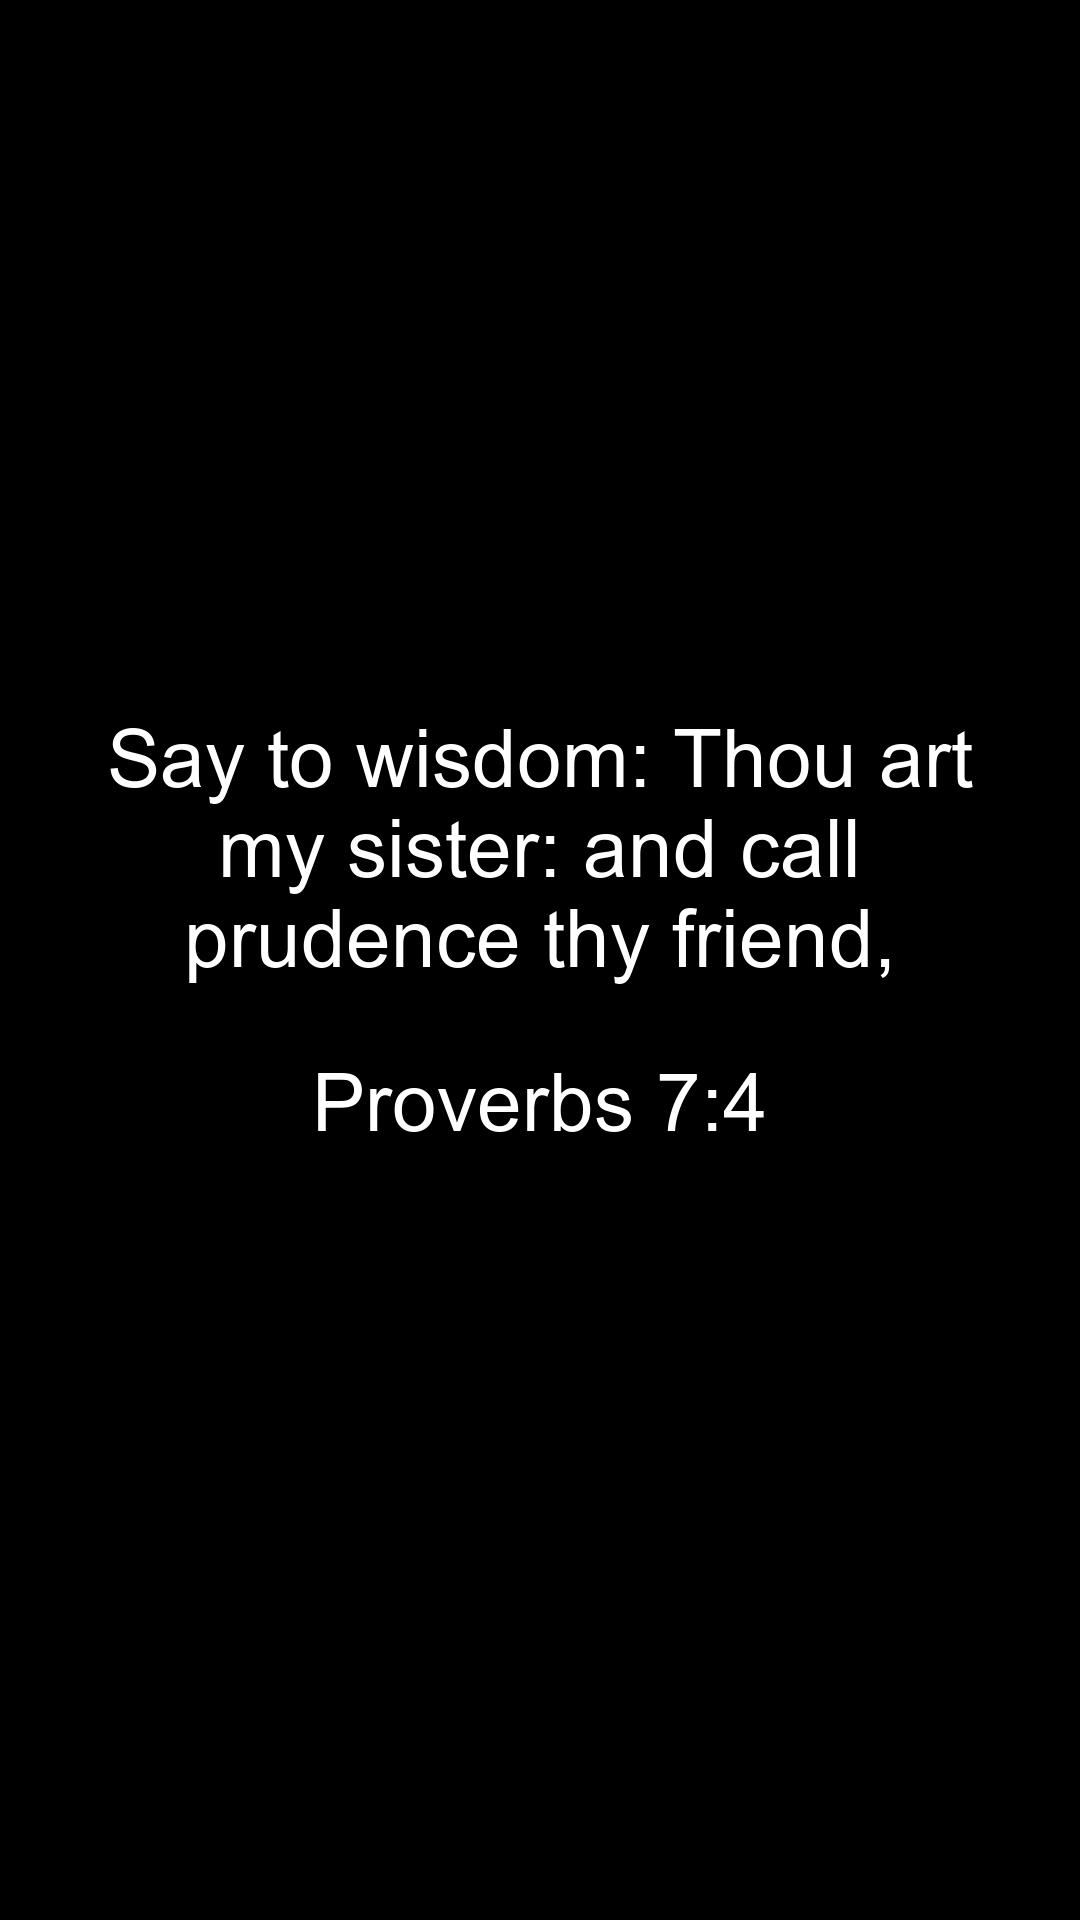 Say to wisdom: Thou art
my sister: and call
prudence thy friend,
Proverbs 7:4